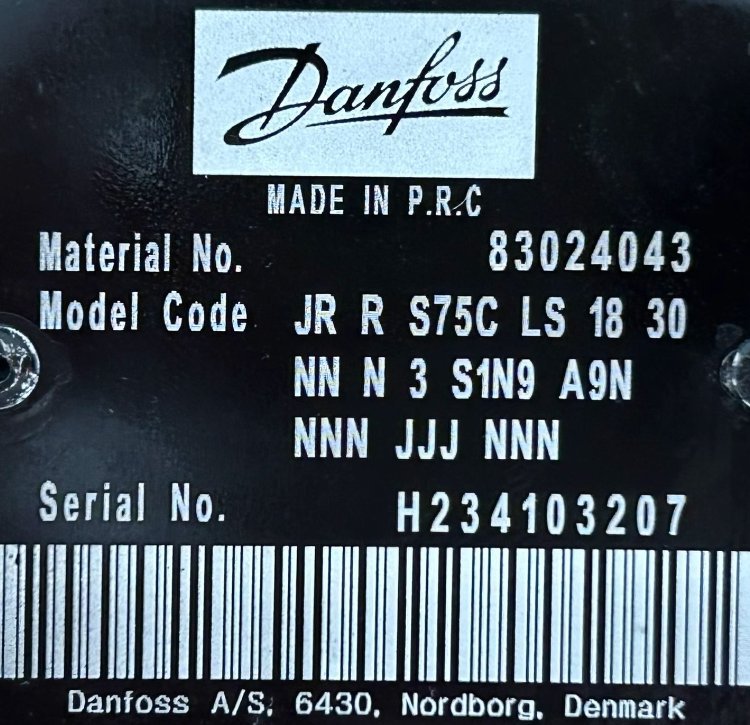 Danfoss
MADE IN P.R.C
Material No. 83024043
Model Code JR R S75C LS 18 30
NN N 3 S1N9 A9N
NNN JJJ NNN
Serial No. H234103207
Danfoss A/S, 6430, Nordborg, Denmark